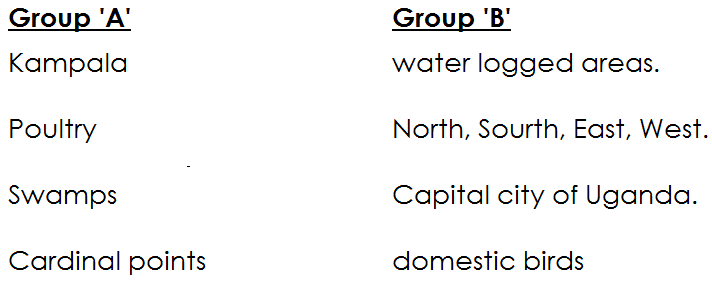 Group 'A' Group 'B'
Kampala water logged areas.
Poultry North, Sourth, East, West.
Swamps Capital city of Uganda.
Cardinal points domestic birds